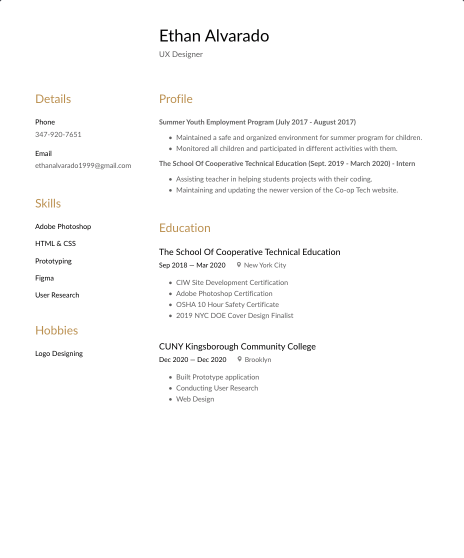 Ethan Alvarado
UX Designer
Details
Phone
347-920-7651
Email
ethanalvarado1999@gmail.com
Skills
Adobe Photoshop
HTML & CSS
Prototyping
Figma
User Research
Hobbies
Logo Designing
Profile
Summer Youth Employment Program (July 2017 - August 2017)
• Maintained a safe and organized environment for summer program for children.
• Monitored all children and participated in different activities with them.
The School Of Cooperative Technical Education (Sept. 2019 - March 2020) - Intern
• Assisting teacher in helping students projects with their coding.
• Maintaining and updating the newer version of the Co-op Tech website.
Education
The School Of Cooperative Technical Education
Sep 2018 — Mar 2020 New York City
• CIW Site Development Certification
• Adobe Photoshop Certification
• OSHA 10 Hour Safety Certificate
• 2019 NYC DOE Cover Design Finalist
CUNY Kingsborough Community College
Dec 2020 — Dec 2020 Brooklyn
• Built Prototype application
• Conducting User Research
• Web Design